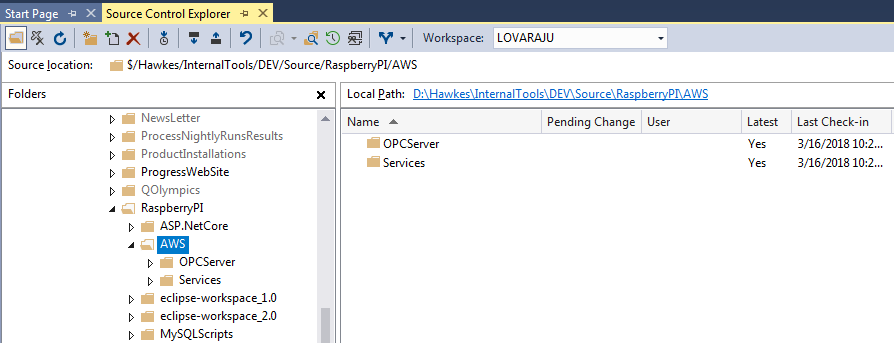 Start Page Source Control Explorer
Workspace: LOVARAJU
Source location: $/Hawkes/InternalTools/DEV/Source/RaspberryPI/AWS
Folders
Local Path: D:\Hawkes\InternalTools\DEV\Source\RaspberryPI\AWS
Name Pending Change User Latest Last Check-in
OPCServer Yes 3/16/2018 10:2...
Services Yes 3/16/2018 10:2...
NewsLetter
ProcessNightlyRunsResults
ProductInstallations
ProgressWebSite
QOlympics
RaspberryPI
ASP.NetCore
AWS
OPCServer
Services
eclipse-workspace_1.0
eclipse-workspace_2.0
MySQLScripts